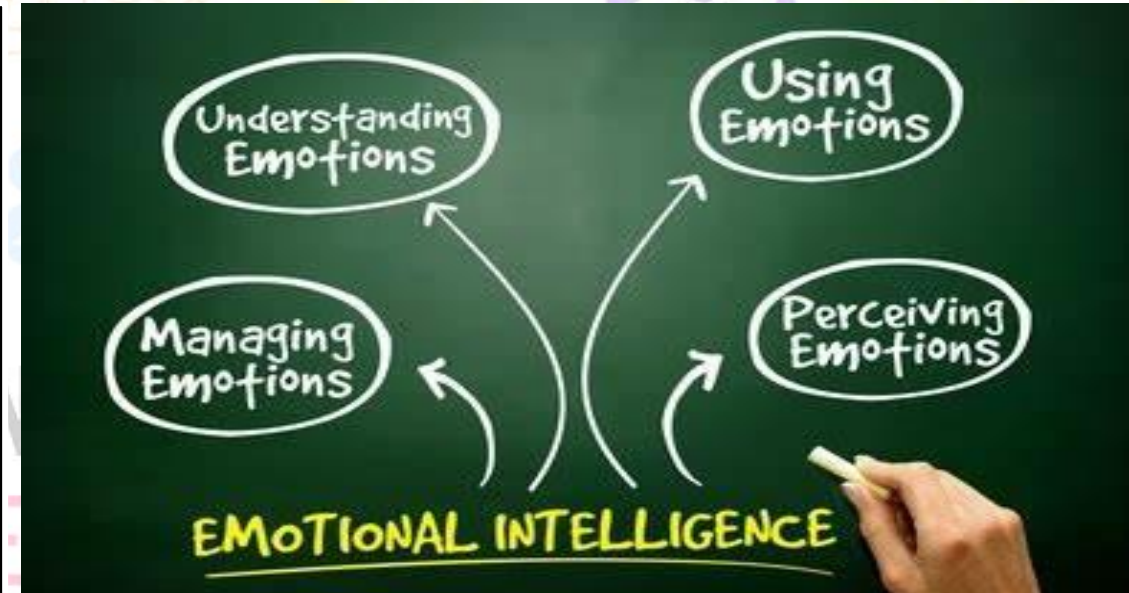 Understanding
Emotions
Using
Emotions
Managing
Emotions
Perceiving
Emotions
EMOTIONAL INTELLIGENCE